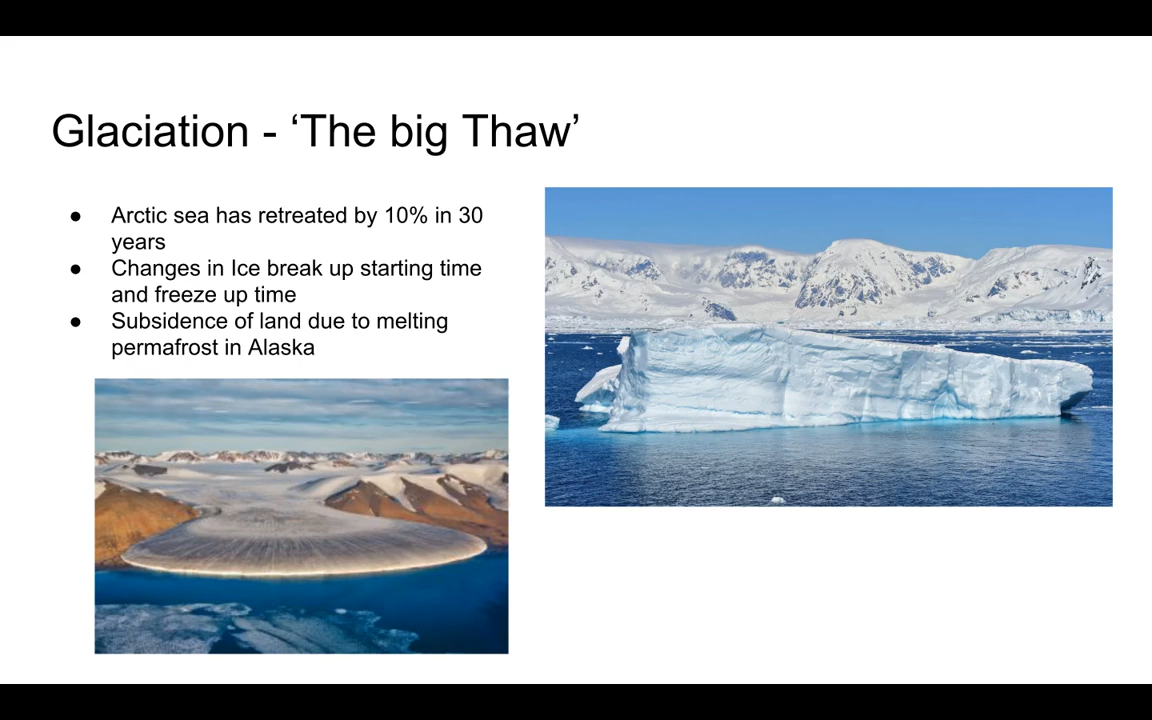 Glaciation - ‘The big Thaw’
● Arctic sea has retreated by 10% in 30
years
● Changes in Ice break up starting time
and freeze up time
● Subsidence of land due to melting
permafrost in Alaska